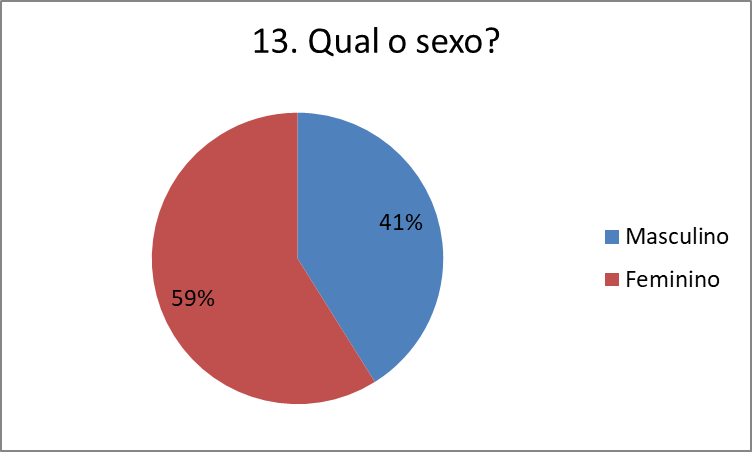 13. Qual o sexo?
41%
Masculino
Feminino
59%